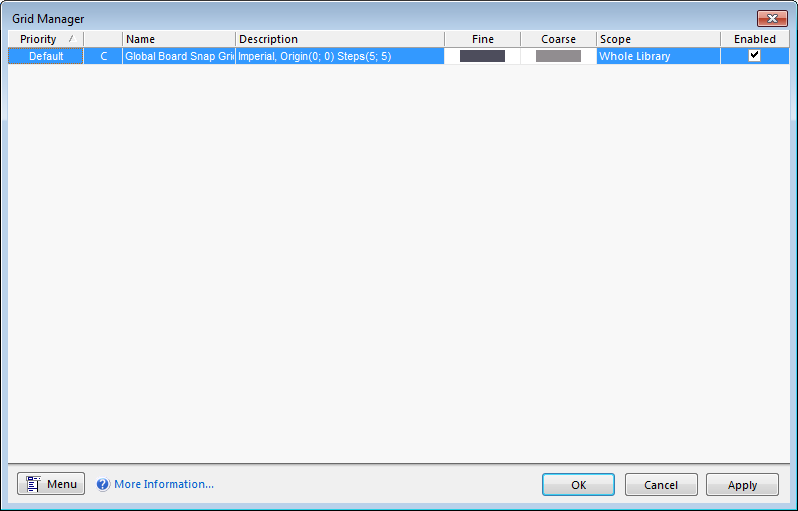 Grid Manager
Priority / Name Description Fine Coarse Scope Enabled
Default C Global Board Snap Gri Imperial, Origin(0; 0) Steps(5; 5) Whole Library
Menu ? More Information... OK Cancel Apply